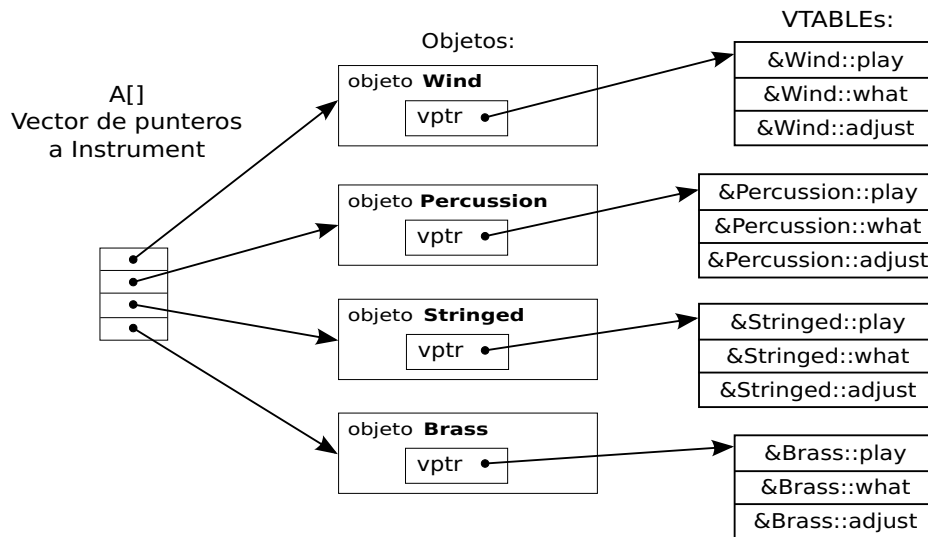 A[]
Vector de punteros
a Instrument
Objetos:
objeto Wind
vptr
objeto Percussion
vptr
objeto Stringed
vptr
objeto Brass
vptr
VTABLEs:
&Wind::play
&Wind::what
&Wind::adjust
&Percussion::play
&Percussion::what
&Percussion::adjust
&Stringed::play
&Stringed::what
&Stringed::adjust
&Brass::play
&Brass::what
&Brass::adjust